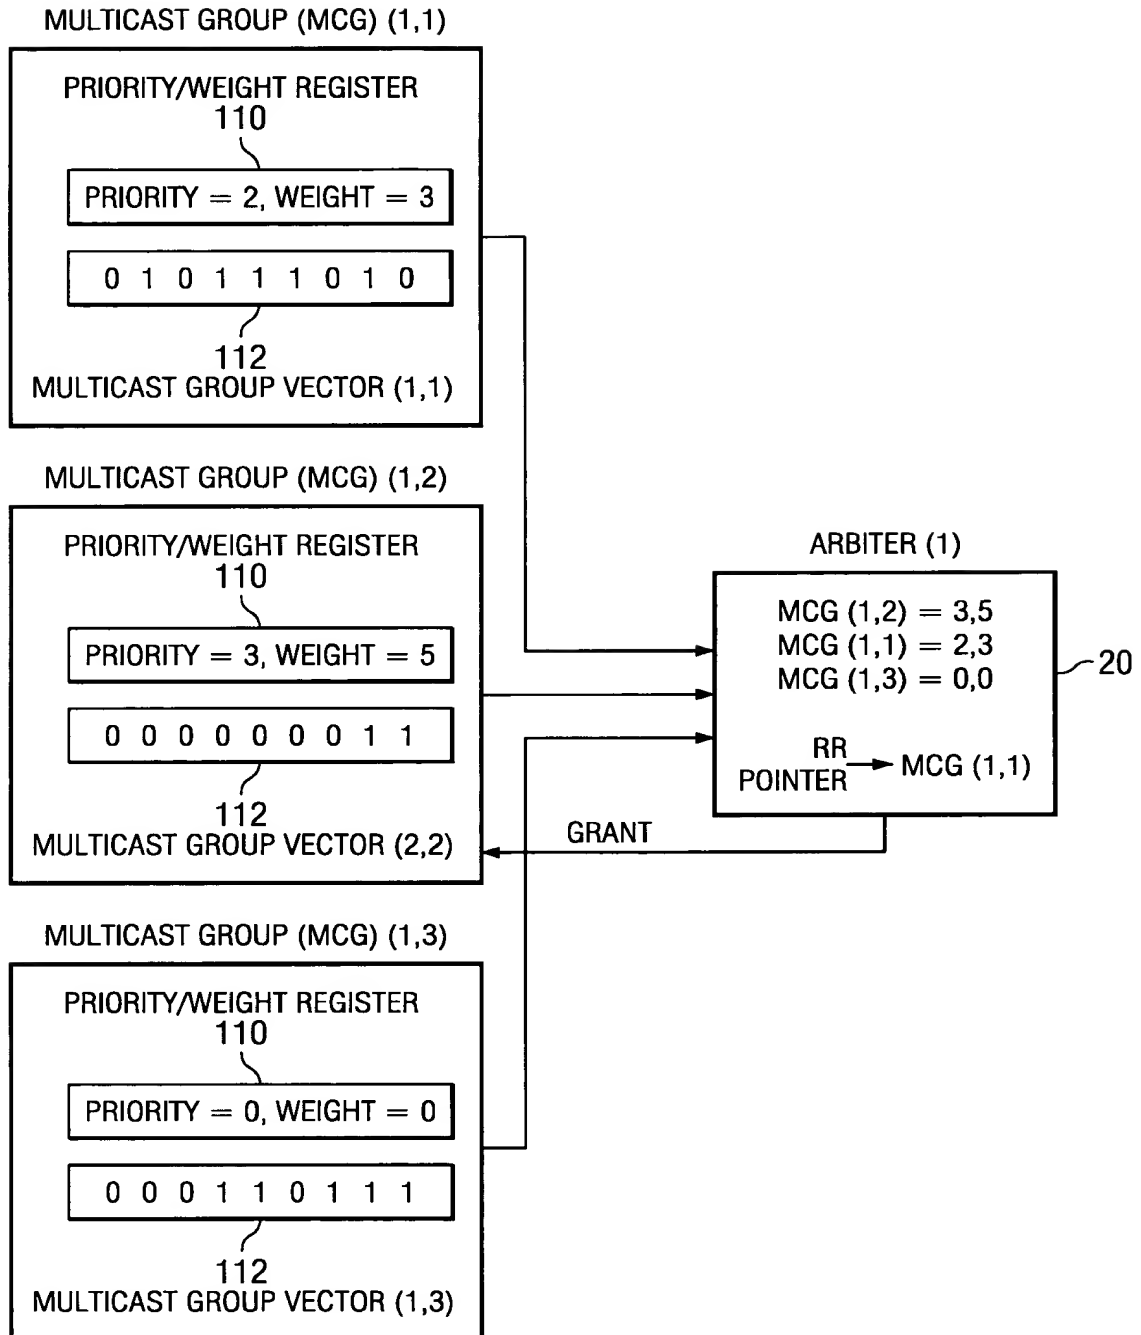 MULTICAST GROUP (MCG) (1,1)
PRIORITY/WEIGHT REGISTER
110
PRIORITY = 2, WEIGHT = 3
0 1 0 1 1 1 0 1 0
112
MULTICAST GROUP VECTOR (1,1)
MULTICAST GROUP (MCG) (1,2)
PRIORITY/WEIGHT REGISTER
110
PRIORITY = 3, WEIGHT = 5
0 0 0 0 0 0 0 1 1
112
MULTICAST GROUP VECTOR (2,2)
MULTICAST GROUP (MCG) (1,3)
PRIORITY/WEIGHT REGISTER
110
PRIORITY = 0, WEIGHT = 0
0 0 0 1 1 0 1 1 1
112
MULTICAST GROUP VECTOR (1,3)
ARBITER (1)
MCG (1,2) = 3,5
MCG (1,1) = 2,3
MCG (1,3) = 0,0
RR
POINTER
MCG (1,1)
20
GRANT